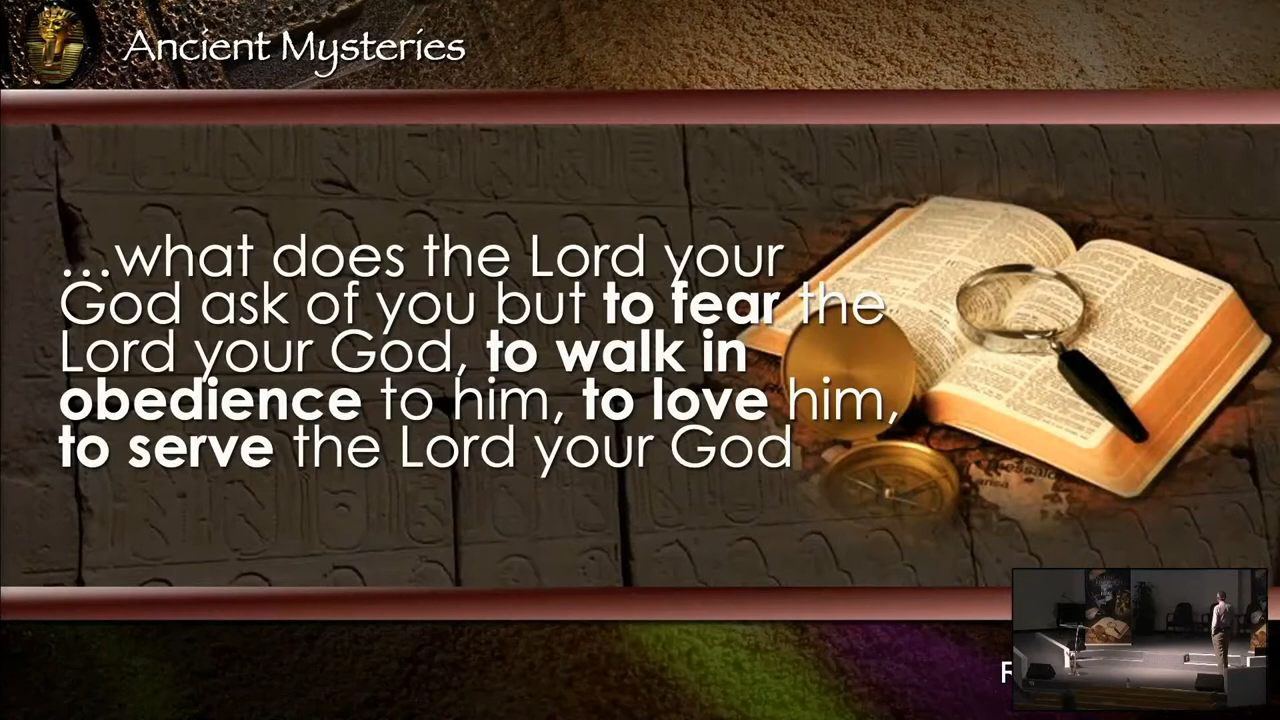 Ancient Mysteries
...what does the Lord your
God ask of you but to fear the
Lord your God, to walk in
obedience to him, to love him,
to serve the Lord your God